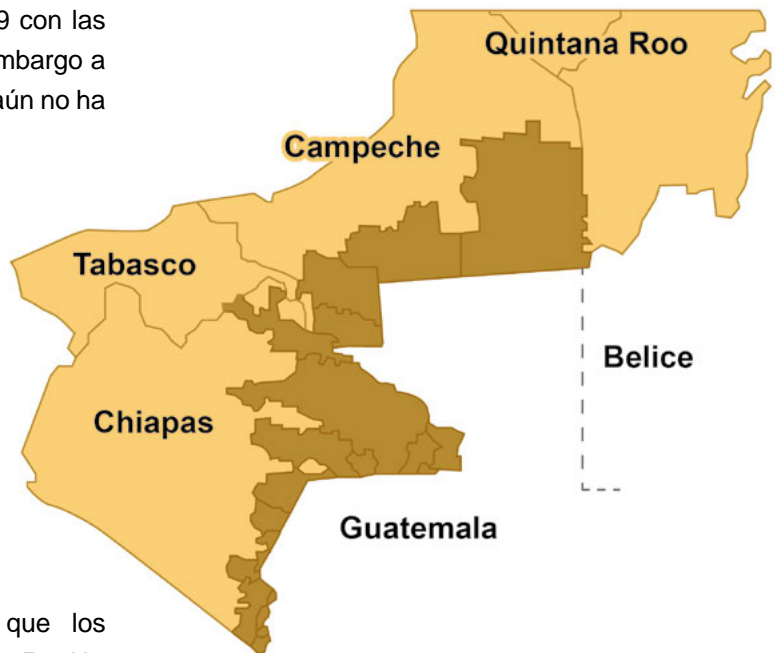 9 con las
mbargo a
aún no ha
Quintana Roo
Campeche
Tabasco
Belice
Chiapas
Guatemala
que los